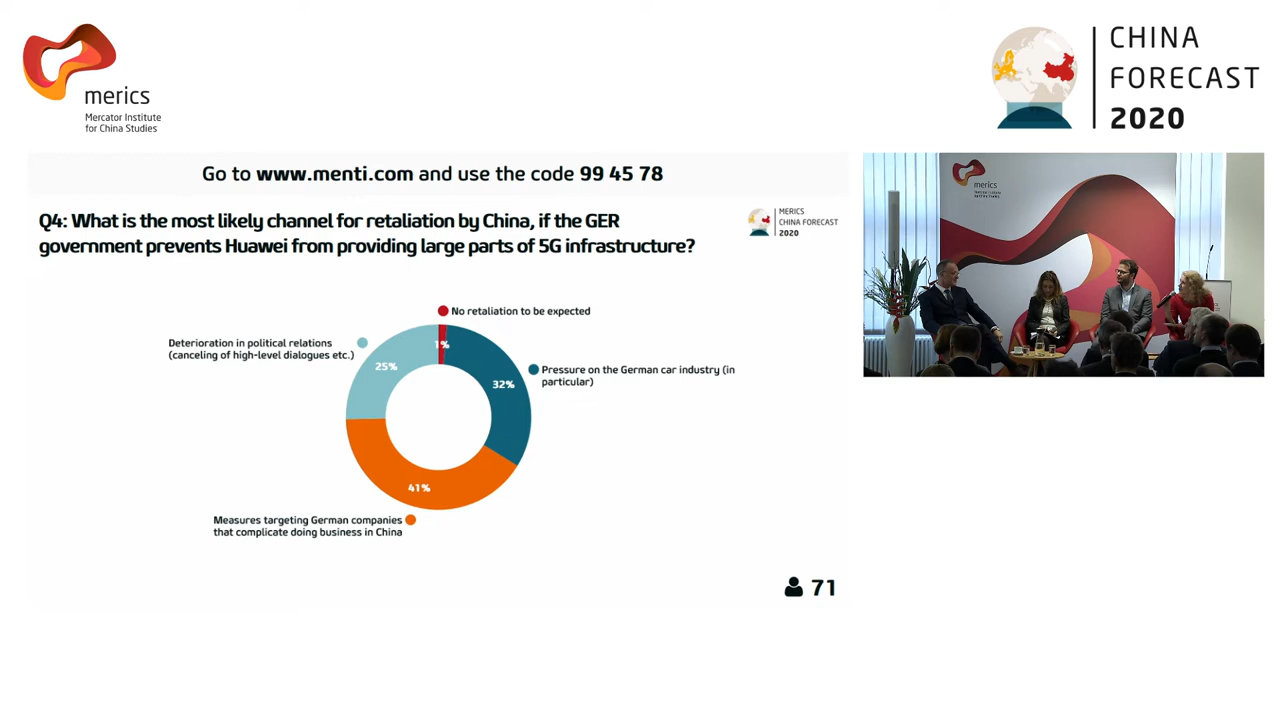 merics
Mercator Institute
for China Studies
CHINA
FORECAST
2020
Go to www.menti.com and use the code 99 45 78
Q4: What is the most likely channel for retaliation by China, if the GER
government prevents Huawei from providing large parts of 5G infrastructure?
MERICS
CHINA FORECAST
2020
No retaliation to be expected
1%
Deterioration in political relations
(canceling of high-level dialogues etc.)
25%
Pressure on the German car industry (in
particular)
32%
41%
Measures targeting German companies
that complicate doing business in China
71
merics